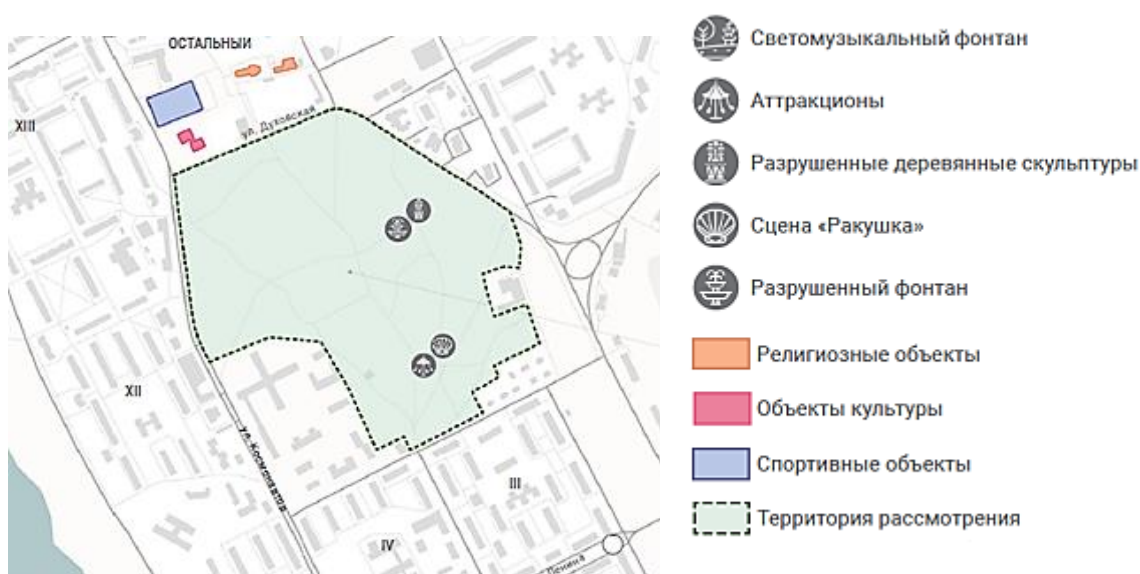 ОСТАЛЬНЫЙ
XIII
ул. Духовская
XII
ул. Космонавтов
III
IV
Ленина
Светомузыкальный фонтан
Аттракционы
Разрушенные деревянные скульптуры
Сцена «Ракушка»
Разрушенный фонтан
Религиозные объекты
Объекты культуры
Спортивные объекты
Территория рассмотрения